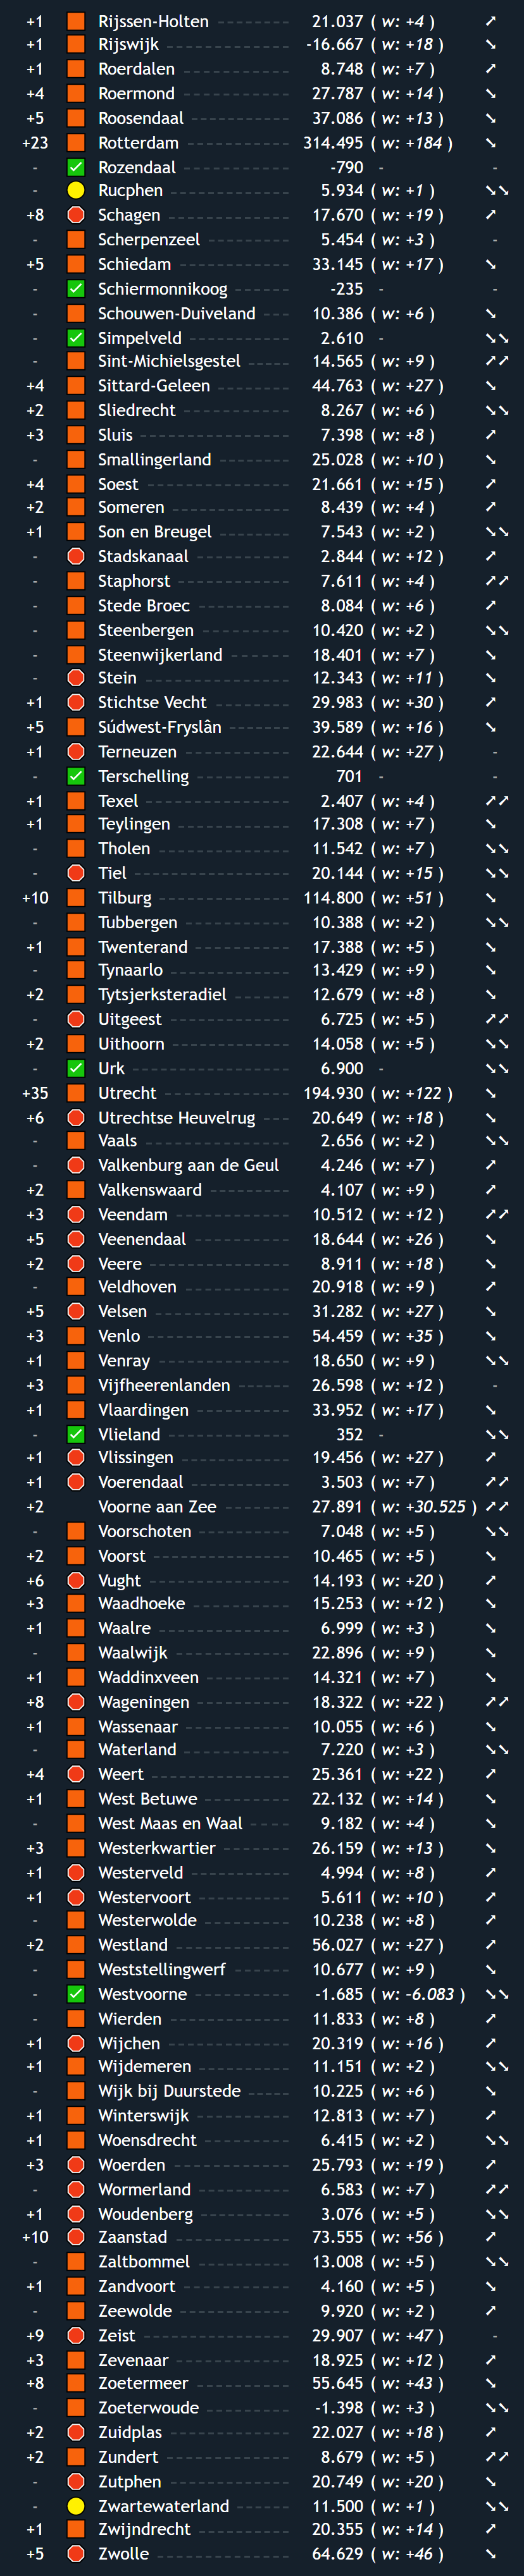 +1 Rijssen-Holten 21.037 ( w: +4 ) ➚
+1 Rijswijk -16.667 ( w: +18 ) ➘
+1 Roerdalen 8.748 ( w: +7 ) ➚
+4 Roermond 27.787 ( w: +14 ) ➘
+5 Roosendaal 37.086 ( w: +13 ) ➘
+23 Rotterdam 314.495 ( w: +184 ) ➘
- Rozendaal -790 - -
- Rucphen 5.934 ( w: +1 ) ➘➘
+8 Schagen 17.670 ( w: +19 ) ➚
- Scherpenzeel 5.454 ( w: +3 ) -
+5 Schiedam 33.145 ( w: +17 ) ➘
- Schiermonnikoog -235 - -
- Schouwen-Duiveland 10.386 ( w: +6 ) ➘
- Simpelveld 2.610 - ➘➘
- Sint-Michielsgestel 14.565 ( w: +9 ) ➚➚
+4 Sittard-Geleen 44.763 ( w: +27 ) ➘
+2 Sliedrecht 8.267 ( w: +6 ) ➘➘
+3 Sluis 7.398 ( w: +8 ) ➚
- Smallingerland 25.028 ( w: +10 ) ➘
+4 Soest 21.661 ( w: +15 ) ➚
+2 Someren 8.439 ( w: +4 ) ➚
+1 Son en Breugel 7.543 ( w: +2 ) ➘➘
- Stadskanaal 2.844 ( w: +12 ) ➚
- Staphorst 7.611 ( w: +4 ) ➚➚
- Stede Broec 8.084 ( w: +6 ) ➚
- Steenbergen 10.420 ( w: +2 ) ➘➘
- Steenwijkerland 18.401 ( w: +7 ) ➘
- Stein 12.343 ( w: +11 ) ➘
+1 Stichtse Vecht 29.983 ( w: +30 ) ➚
+5 Súdwest-Fryslân 39.589 ( w: +16 ) ➘
+1 Terneuzen 22.644 ( w: +27 ) -
- Terschelling 701 - -
+1 Texel 2.407 ( w: +4 ) ➚➚
+1 Teylingen 17.308 ( w: +7 ) ➘
- Tholen 11.542 ( w: +7 ) ➘➘
- Tiel 20.144 ( w: +15 ) ➘➘
+10 Tilburg 114.800 ( w: +51 ) ➘
- Tubbergen 10.388 ( w: +2 ) ➘➘
+1 Twenterand 17.388 ( w: +5 ) ➘
- Tynaarlo 13.429 ( w: +9 ) ➘
+2 Tytsjerksteradiel 12.679 ( w: +8 ) ➘
- Uitgeest 6.725 ( w: +5 ) ➚➚
+2 Uithoorn 14.058 ( w: +5 ) ➘➘
- Urk 6.900 - ➘➘
+35 Utrecht 194.930 ( w: +122 ) ➘
+6 Utrechtse Heuvelrug 20.649 ( w: +18 ) ➘
- Vaals 2.656 ( w: +2 ) ➘➘
- Valkenburg aan de Geul 4.246 ( w: +7 ) ➚
+2 Valkenswaard 4.107 ( w: +9 ) ➚
+3 Veendam 10.512 ( w: +12 ) ➚➚
+5 Veenendaal 18.644 ( w: +26 ) ➘
+2 Veere 8.911 ( w: +18 ) ➘
- Veldhoven 20.918 ( w: +9 ) ➚
+5 Velsen 31.282 ( w: +27 ) ➘
+3 Venlo 54.459 ( w: +35 ) ➘
+1 Venray 18.650 ( w: +9 ) ➘➘
+3 Vijfheerenlanden 26.598 ( w: +12 ) -
+1 Vlaardingen 33.952 ( w: +17 ) ➘
- Vlieland 352 - ➘➘
+1 Vlissingen 19.456 ( w: +27 ) ➚
+1 Voerendaal 3.503 ( w: +7 ) ➚➚
+2 Voorne aan Zee 27.891 ( w: +30.525 ) ➚➚
- Voorschoten 7.048 ( w: +5 ) ➘➘
+2 Voorst 10.465 ( w: +5 ) ➘
+6 Vught 14.193 ( w: +20 ) ➚
+3 Waadhoeke 15.253 ( w: +12 ) ➘
+1 Waalre 6.999 ( w: +3 ) ➘
- Waalwijk 22.896 ( w: +9 ) ➘
+1 Waddinxveen 14.321 ( w: +7 ) ➘
+8 Wageningen 18.322 ( w: +22 ) ➚➚
+1 Wassenaar 10.055 ( w: +6 ) ➘
- Waterland 7.220 ( w: +3 ) ➘➘
+4 Weert 25.361 ( w: +22 ) ➚
+1 West Betuwe 22.132 ( w: +14 ) ➘
- West Maas en Waal 9.182 ( w: +4 ) ➘
+3 Westerkwartier 26.159 ( w: +13 ) ➘
+1 Westerveld 4.994 ( w: +8 ) ➚
+1 Westervoort 5.611 ( w: +10 ) ➚
- Westerwolde 10.238 ( w: +8 ) ➚
+2 Westland 56.027 ( w: +27 ) ➚
- Weststellingwerf 10.677 ( w: +9 ) ➘
- Westvoorne -1.685 ( w: -6.083 ) ➘➘
- Wierden 11.833 ( w: +8 ) ➚
+1 Wijchen 20.319 ( w: +16 ) ➚
+1 Wijdemeren 11.151 ( w: +2 ) ➘➘
- Wijk bij Duurstede 10.225 ( w: +6 ) ➘
+1 Winterswijk 12.813 ( w: +7 ) ➚
+1 Woensdrecht 6.415 ( w: +2 ) ➘➘
+3 Woerden 25.793 ( w: +19 ) ➚
- Wormerland 6.583 ( w: +7 ) ➚➚
+1 Woudenberg 3.076 ( w: +5 ) ➘➘
+10 Zaanstad 73.555 ( w: +56 ) ➚
- Zaltbommel 13.008 ( w: +5 ) ➘➘
+1 Zandvoort 4.160 ( w: +5 ) ➘
- Zeewolde 9.920 ( w: +2 ) ➚
+9 Zeist 29.907 ( w: +47 ) -
+3 Zevenaar 18.925 ( w: +12 ) ➚
+8 Zoetermeer 55.645 ( w: +43 ) ➘
- Zoeterwoude -1.398 ( w: +3 ) ➘➘
+2 Zuidplas 22.027 ( w: +18 ) ➚
+2 Zundert 8.679 ( w: +5 ) ➚➚
- Zutphen 20.749 ( w: +20 ) ➘
- Zwartewaterland 11.500 ( w: +1 ) ➘➘
+1 Zwijndrecht 20.355 ( w: +14 ) ➚
+5 Zwolle 64.629 ( w: +46 ) ➘